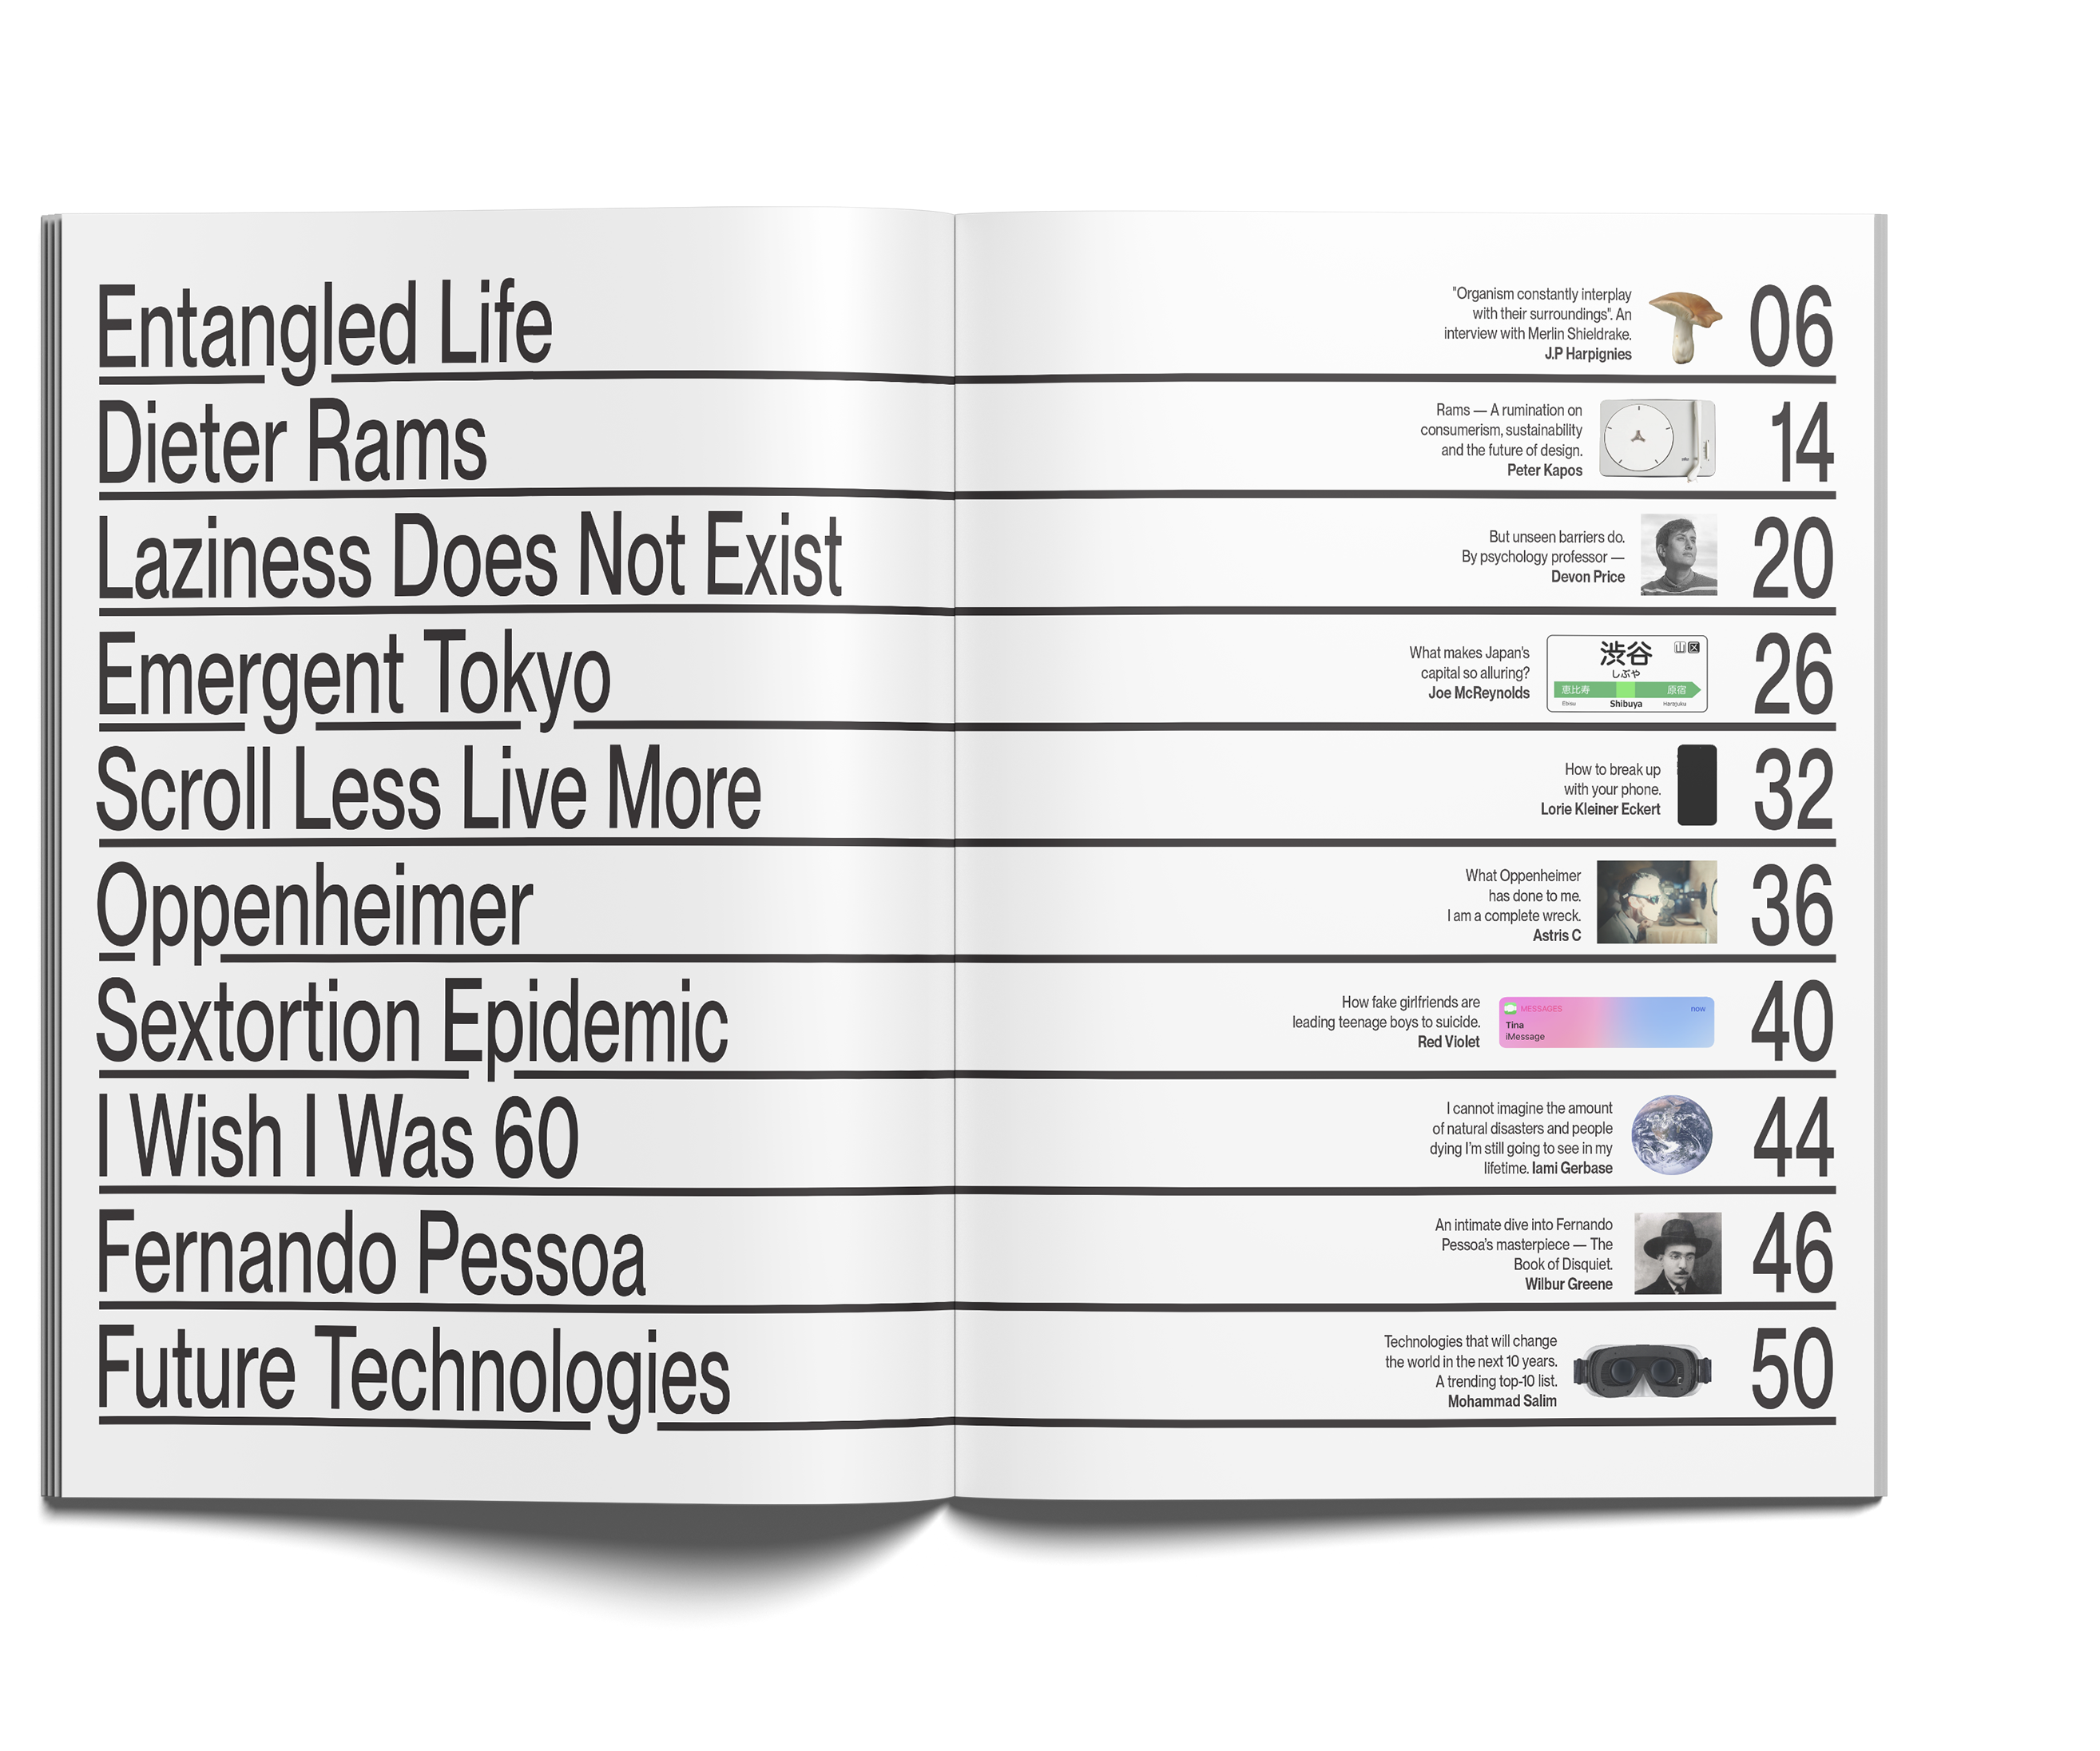 Entangled Life
"Organism constantly interplay
with their surroundings". An
interview with Merlin Shieldrake.
J.P Harpignies
06
Dieter Rams
Rams — A rumination on
consumerism, sustainability
and the future of design.
Peter Kapos
14
Laziness Does Not Exist
But unseen barriers do.
By psychology professor —
Devon Price
20
Emergent Tokyo
What makes Japan's
capital so alluring?
Joe McReynolds
渋谷
山 区
しぶや
恵比寿 原宿
Ebisu Shibuya Harajuku
26
Scroll Less Live More
How to break up
with your phone.
Lorie Kleiner Eckert
32
Oppenheimer
What Oppenheimer
has done to me.
I am a complete wreck.
Astris C
36
Sextortion Epidemic
How fake girlfriends are
leading teenage boys to suicide.
Red Violet
MESSAGES now
Tina
iMessage
40
I Wish I Was 60
I cannot imagine the amount
of natural disasters and people
dying I'm still going to see in my
lifetime. Iami Gerbase
44
Fernando Pessoa
An intimate dive into Fernando
Pessoa's masterpiece — The
Book of Disquiet.
Wilbur Greene
46
Future Technologies
Technologies that will change
the world in the next 10 years.
A trending top-10 list.
Mohammad Salim
50